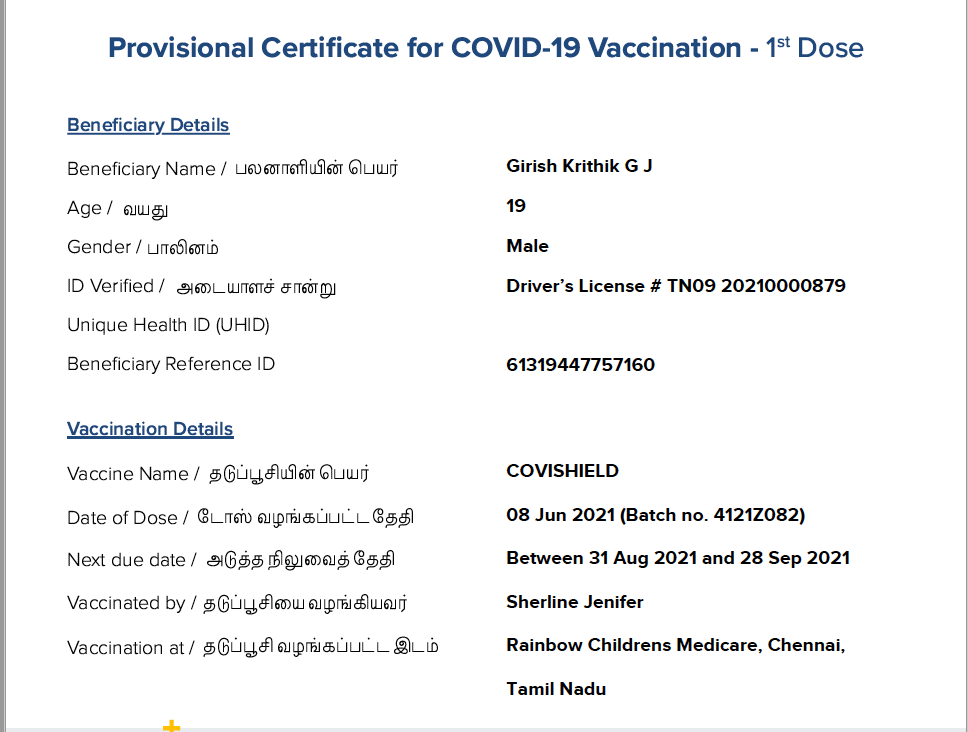 Provisional Certificate for COVID-19 Vaccination - 1st Dose
Beneficiary Details
Beneficiary Name / பலனாளியின் பெயர் Girish Krithik G J
Age / வயது 19
Gender / பாலினம் Male
ID Verified / அடையாளச் சான்று Driver’s License # TN09 20210000879
Unique Health ID (UHID)
Beneficiary Reference ID 61319447757160
Vaccination Details
Vaccine Name / தடுப்பூசியின் பெயர் COVISHIELD
Date of Dose / டோஸ் வழங்கப்பட்ட தேதி 08 Jun 2021 (Batch no. 4121Z082)
Next due date / அடுத்த நிலுவைத் தேதி Between 31 Aug 2021 and 28 Sep 2021
Vaccinated by / தடுப்பூசியை வழங்கியவர் Sherline Jenifer
Vaccination at / தடுப்பூசி வழங்கப்பட்ட இடம் Rainbow Childrens Medicare, Chennai,
Tamil Nadu